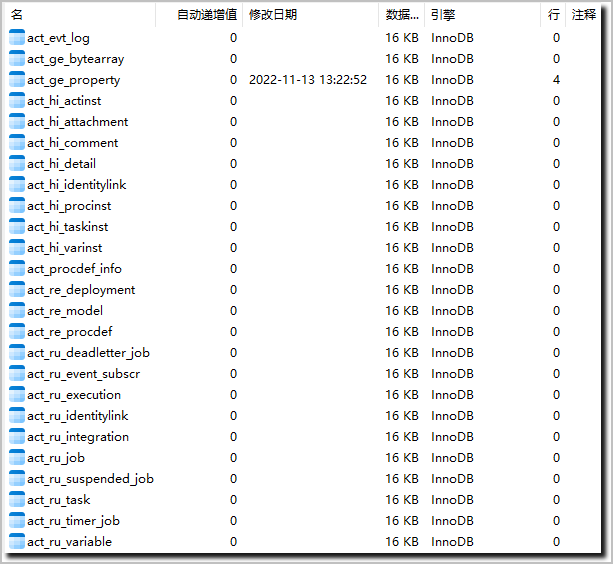 名 自动递增值 修改日期 数据... 引擎 行 注释
act_evt_log 0 16 KB InnoDB 0
act_ge_bytearray 0 16 KB InnoDB 0
act_ge_property 0 2022-11-13 13:22:52 16 KB InnoDB 4
act_hi_actinst 0 16 KB InnoDB 0
act_hi_attachment 0 16 KB InnoDB 0
act_hi_comment 0 16 KB InnoDB 0
act_hi_detail 0 16 KB InnoDB 0
act_hi_identitylink 0 16 KB InnoDB 0
act_hi_procinst 0 16 KB InnoDB 0
act_hi_taskinst 0 16 KB InnoDB 0
act_hi_varinst 0 16 KB InnoDB 0
act_procdef_info 0 16 KB InnoDB 0
act_re_deployment 0 16 KB InnoDB 0
act_re_model 0 16 KB InnoDB 0
act_re_procdef 0 16 KB InnoDB 0
act_ru_deadletter_job 0 16 KB InnoDB 0
act_ru_event_subscr 0 16 KB InnoDB 0
act_ru_execution 0 16 KB InnoDB 0
act_ru_identitylink 0 16 KB InnoDB 0
act_ru_integration 0 16 KB InnoDB 0
act_ru_job 0 16 KB InnoDB 0
act_ru_suspended_job 0 16 KB InnoDB 0
act_ru_task 0 16 KB InnoDB 0
act_ru_timer_job 0 16 KB InnoDB 0
act_ru_variable 0 16 KB InnoDB 0